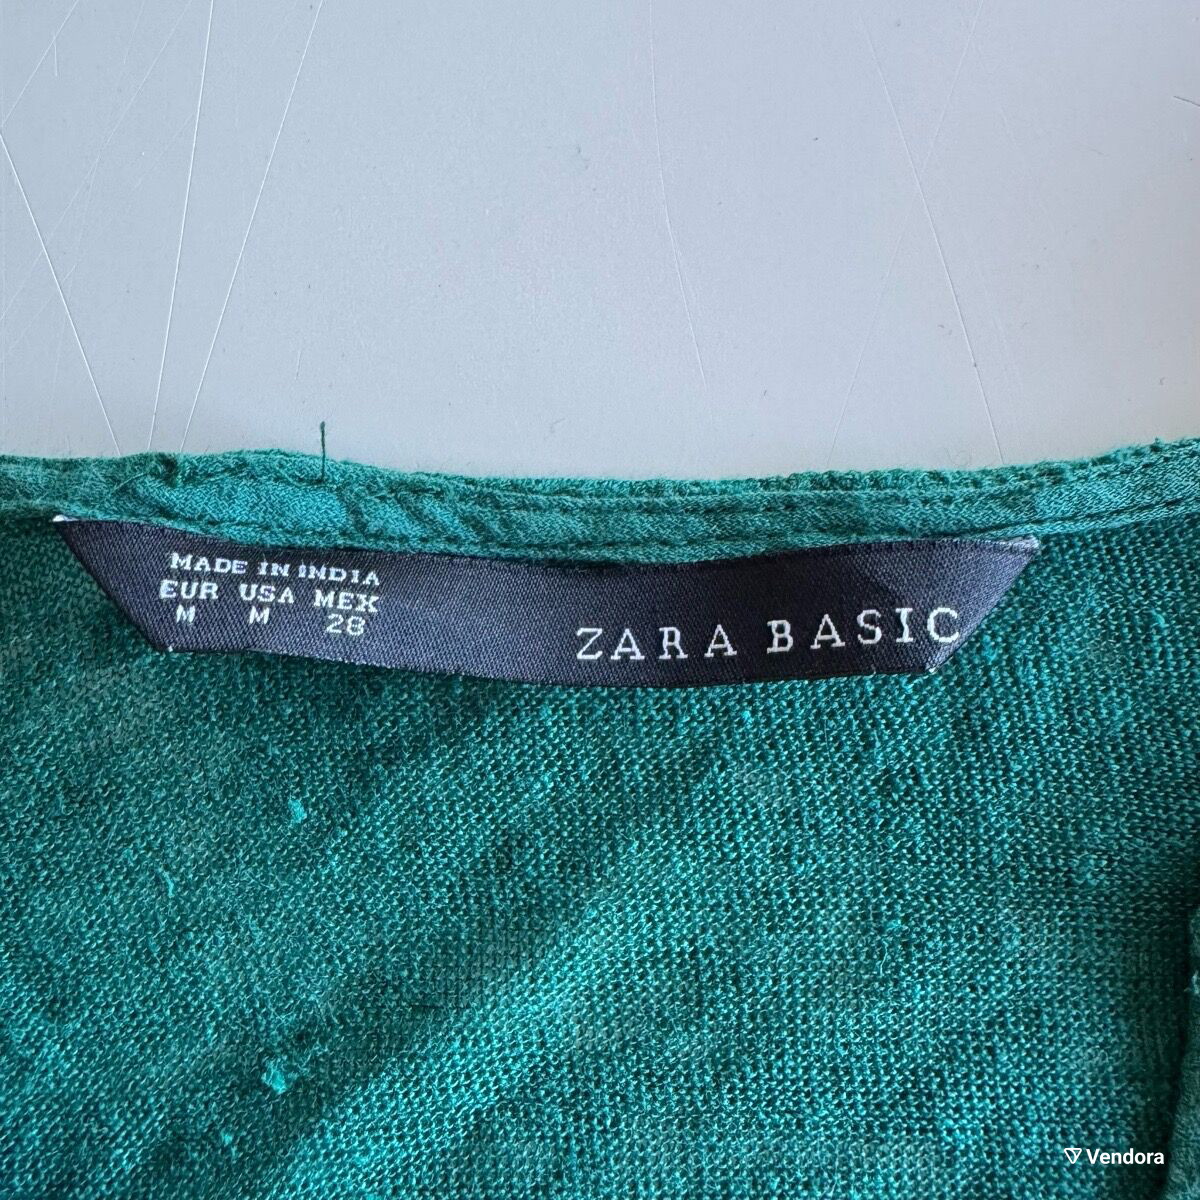 MADE IN INDIA
EUR USA MEX
M M 28
ZARA BASIC
Vendora